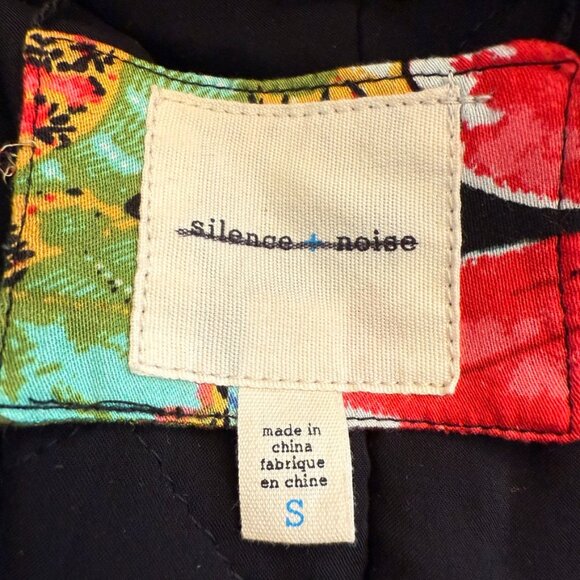 silence + noise
made in
china
fabrique
en chine
S